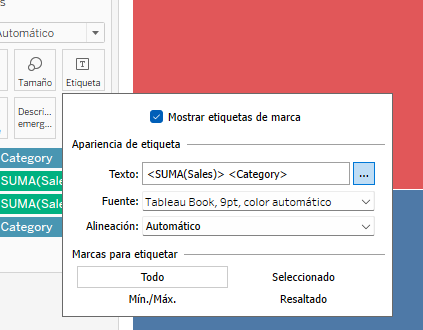 Automático
Tamaño
Etiqueta
Descri...
emerg...
Mostrar etiquetas de marca
Apariencia de etiqueta
Texto: <SUMA(Sales)> <Category> ...
Fuente: Tableau Book, 9pt, color automático
Alineación: Automático
Category
SUMA(Sale
SUMA(Sale
Category
Marcas para etiquetar
Todo Seleccionado
Mín./Máx. Resaltado